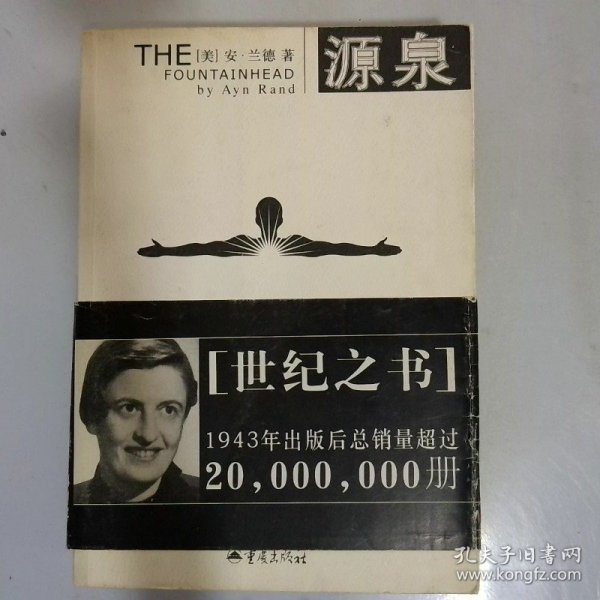 THE
FOUNTAINHEAD
by Ayn Rand
[美] 安·兰德 著
源泉
[世纪之书]
1943年出版后总销量超过
20,000,000册
重庆出版社
孔夫子旧书网
www.kongfz.com